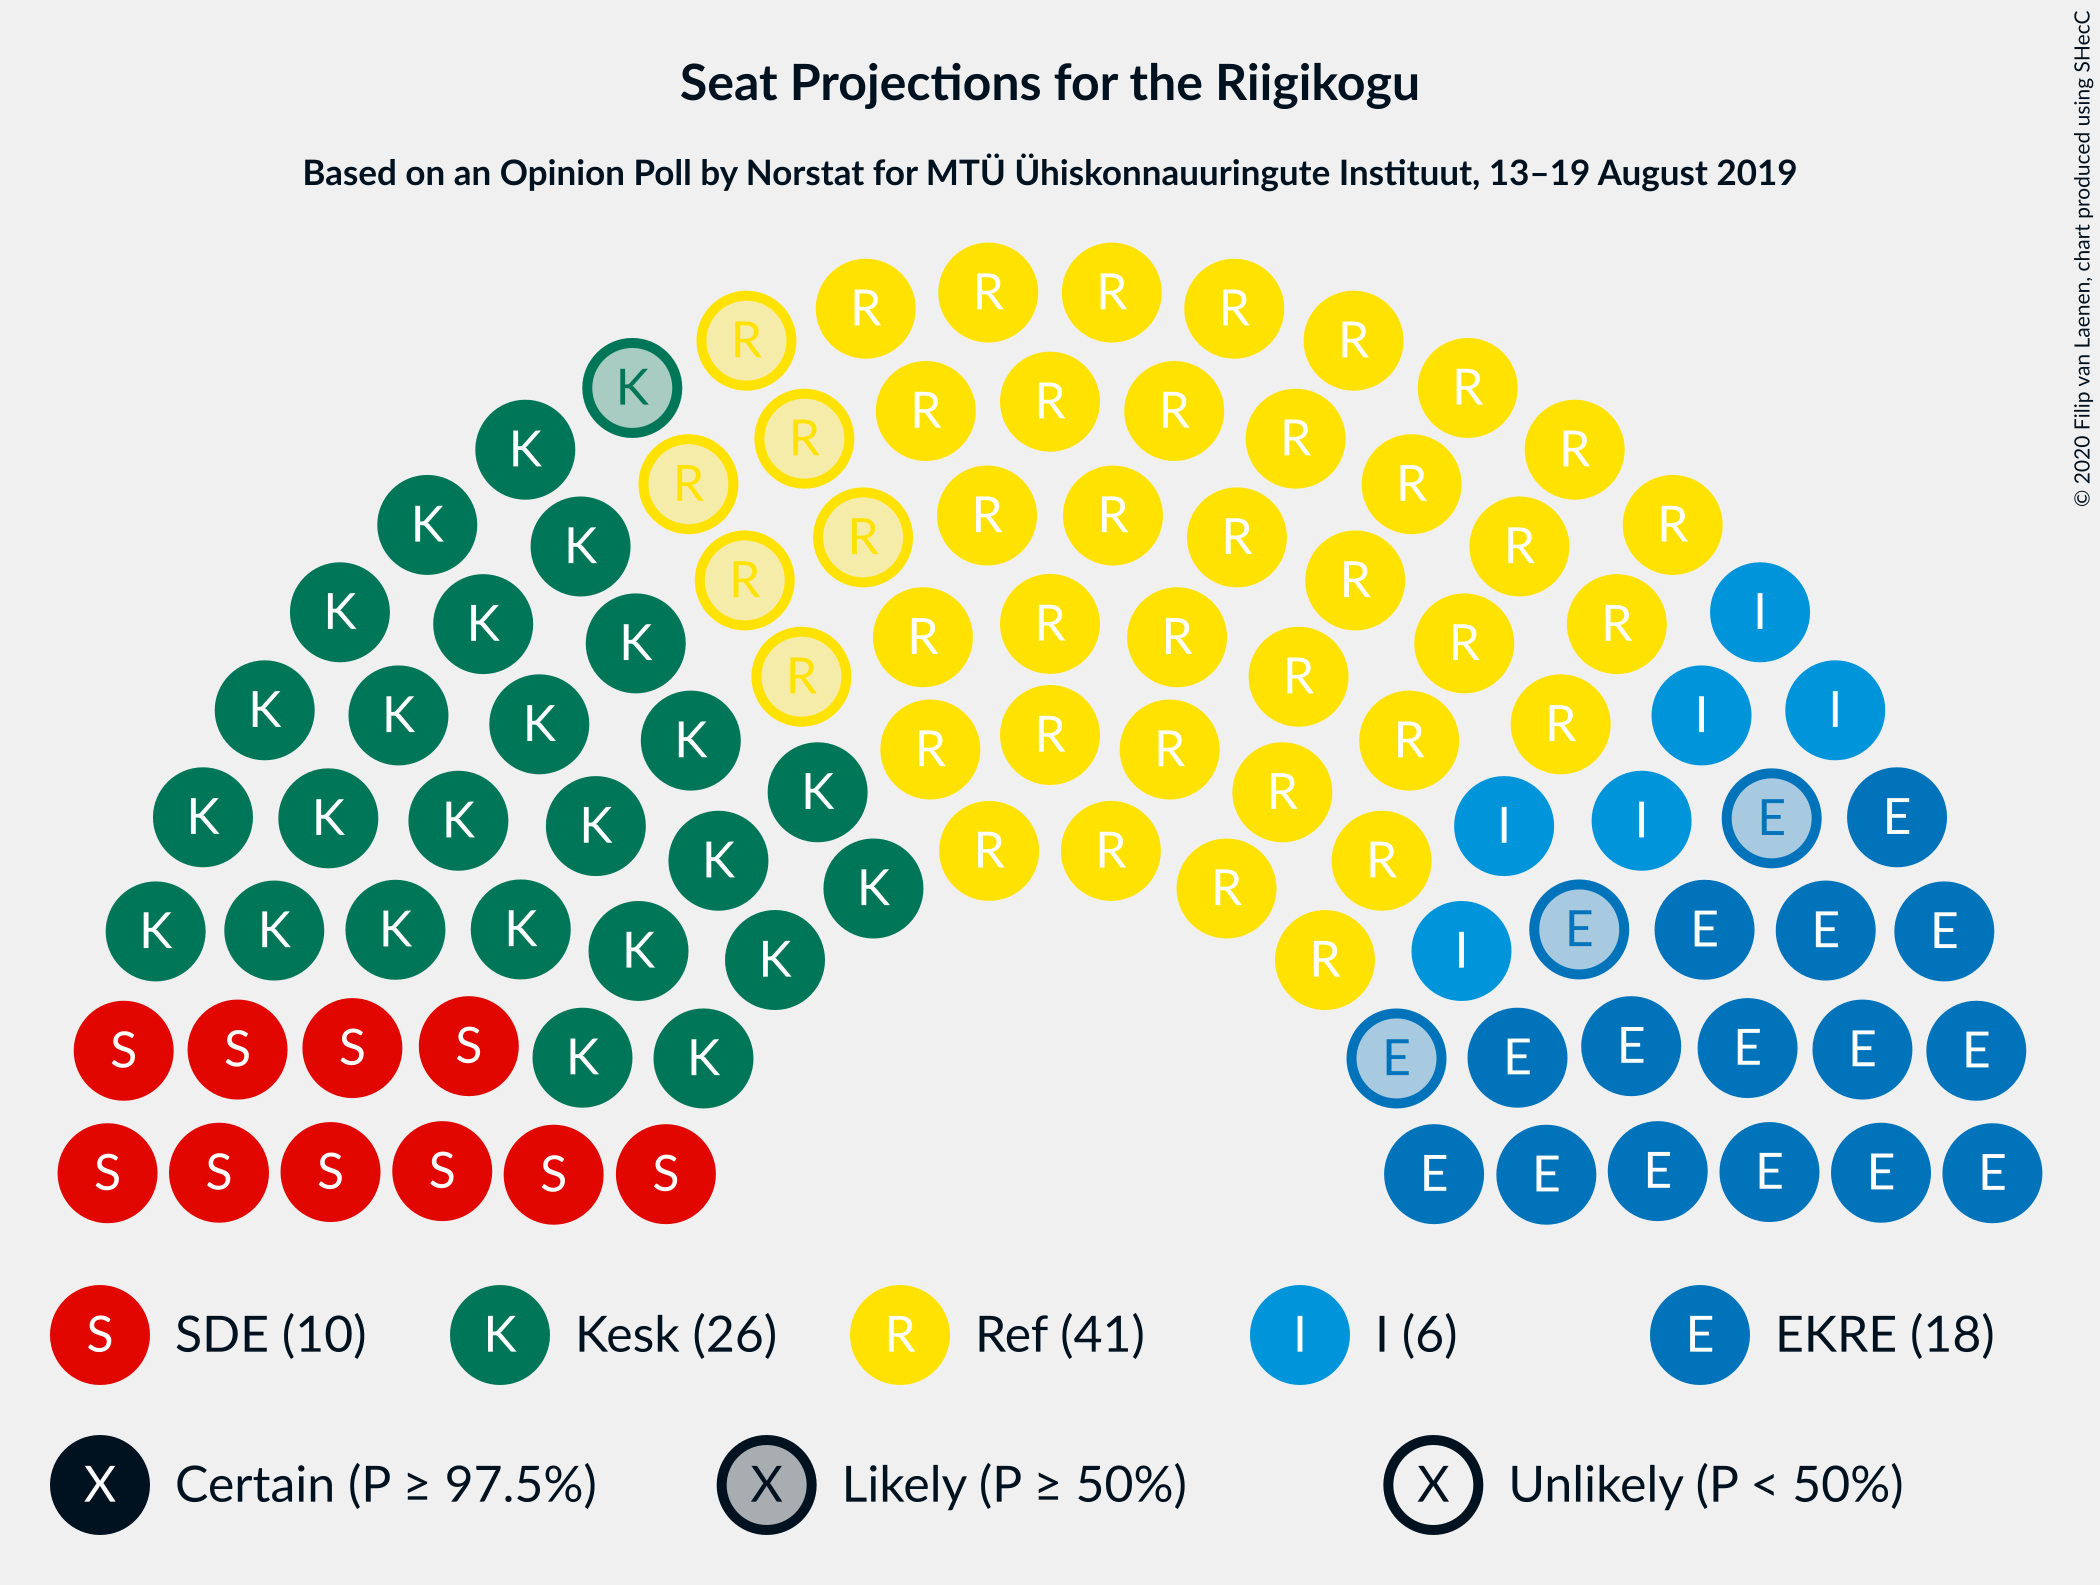 Seat Projections for the Riigikogu
Based on an Opinion Poll by Norstat for MTÜ Ühiskonnauuringute Instituut, 13–19 August 2019
© 2020 Filip van Laenen, chart produced using SHecC
R R R R
R R
K R
R R R R
R R
K R
R R
K K R R
R R R R
K K R R
K R R
R R R R
I
K K R R
K K R R I I
K K R R R
K R R
K K K K R R
I I E E
K R R
K R
K K K K
K K R I
E E E E
S S S S K K E E E E E E
S S S S S S E E E E E E
S SDE (10) K Kesk (26) R Ref (41) I I (6) E EKRE (18)
X Certain (P ≥ 97.5%) X Likely (P ≥ 50%) X Unlikely (P < 50%)